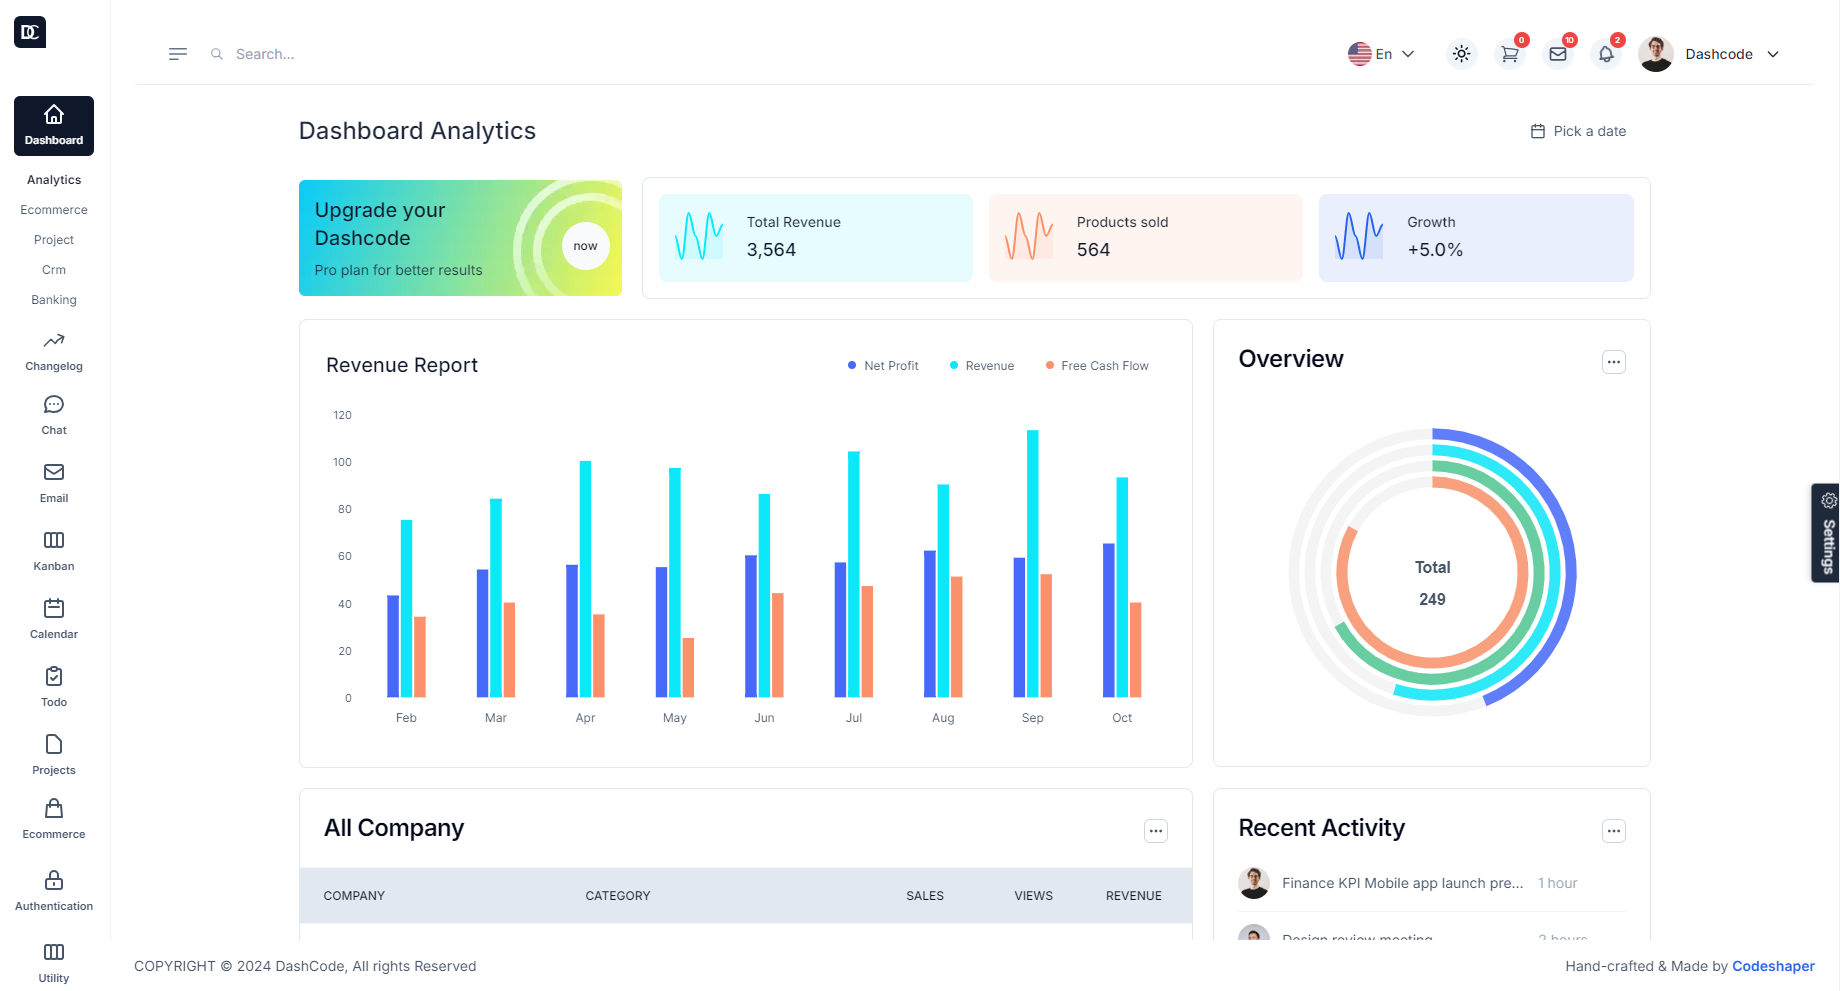 DC
Search...
En
0
10
2
Dashcode
Dashboard
Analytics
Ecommerce
Project
Crm
Banking
Changelog
Chat
Email
Kanban
Calendar
Todo
Projects
Ecommerce
Authentication
Utility
Dashboard Analytics
Pick a date
Upgrade your
Dashcode
Pro plan for better results
now
Total Revenue
3,564
Products sold
564
Growth
+5.0%
Revenue Report
Net Profit
Revenue
Free Cash Flow
120
100
80
60
40
20
0
Feb
Mar
Apr
May
Jun
Jul
Aug
Sep
Oct
Overview
Total
249
Settings
All Company
COMPANY
CATEGORY
SALES
VIEWS
REVENUE
Recent Activity
Finance KPI Mobile app launch pre...
1 hour
Design review meeting
2 hours
COPYRIGHT © 2024 DashCode, All rights Reserved
Hand-crafted & Made by Codeshaper